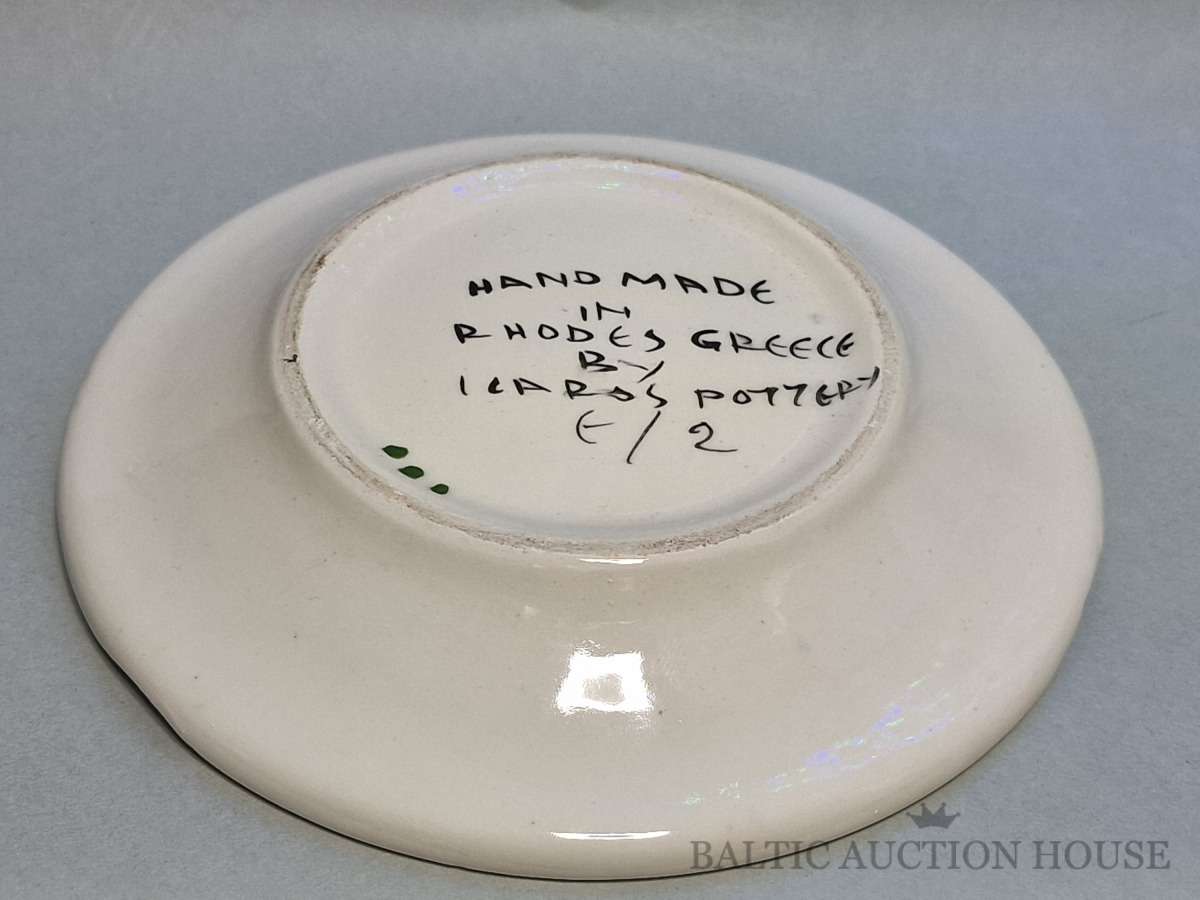 HAND MADE
IN
RHODES GREECE
BY
ICAROS POTTERY
E/2
BALTIC AUCTION HOUSE